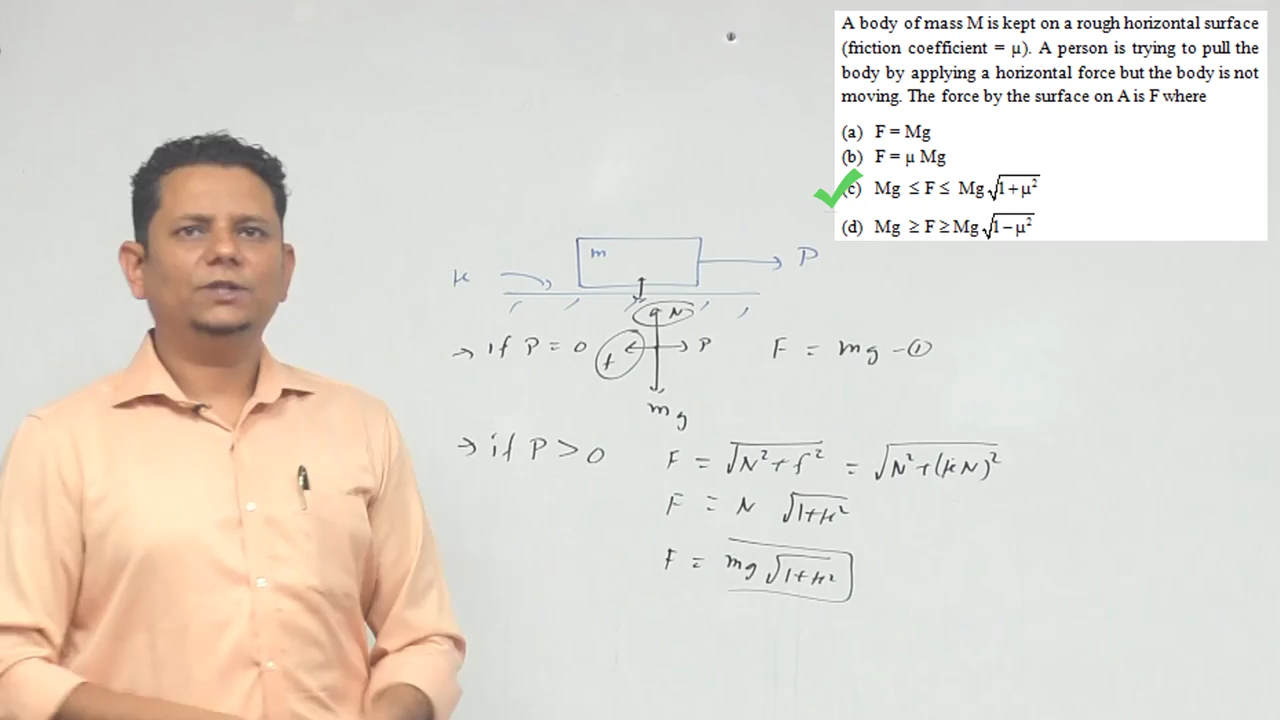 A body of mass M is kept on a rough horizontal surface
(friction coefficient = μ). A person is trying to pull the
body by applying a horizontal force but the body is not
moving. The force by the surface on A is F where
(a) F = Mg
(b) F = μ Mg
(c) Mg ≤ F ≤ Mg√1+μ²
(d) Mg ≥ F ≥ Mg√1−μ²
m
P
μ
N
→ if P = 0
f
P
F = mg -①
mg
→ if P > 0
F = √N²+f² = √N²+(μN)²
F = N √1+μ²
F = mg√1+μ²